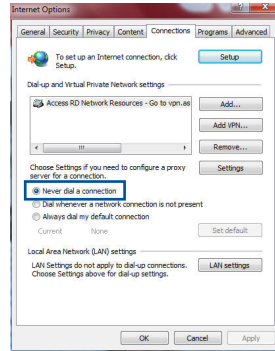 Internet Options
General Security Privacy Content Connections Programs Advanced
To set up an Internet connection, click
Setup.
Setup
Dial-up and Virtual Private Network settings
Access RD Network Resources - Go to vpn.as
Add...
Add VPN...
Remove...
Choose Settings if you need to configure a proxy
server for a connection.
Settings
Never dial a connection
Dial whenever a network connection is not present
Always dial my default connection
Current None
Set default
Local Area Network (LAN) settings
LAN Settings do not apply to dial-up connections.
Choose Settings above for dial-up settings.
LAN settings
OK Cancel Apply